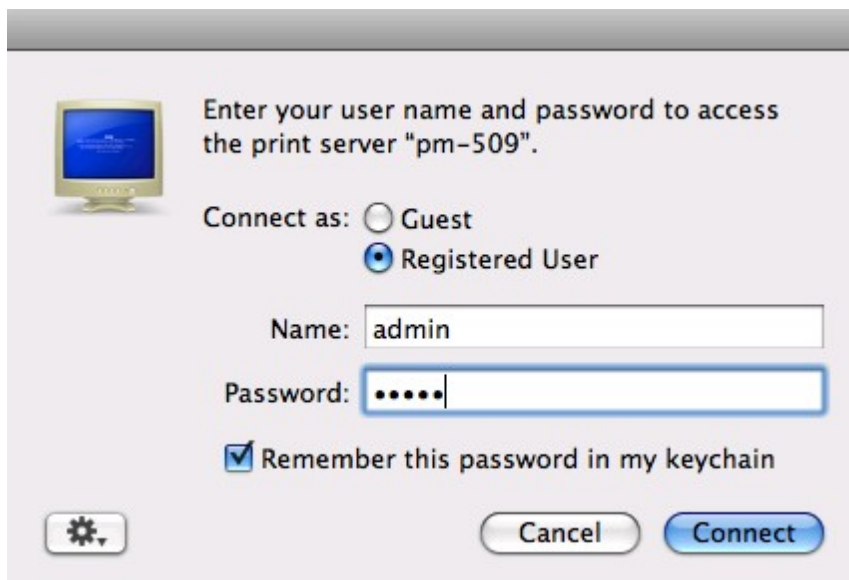 Enter your user name and password to access
the print server “pm-509”.
Connect as: Guest
Registered User
Name: admin
Password: •••••
Remember this password in my keychain
Cancel Connect